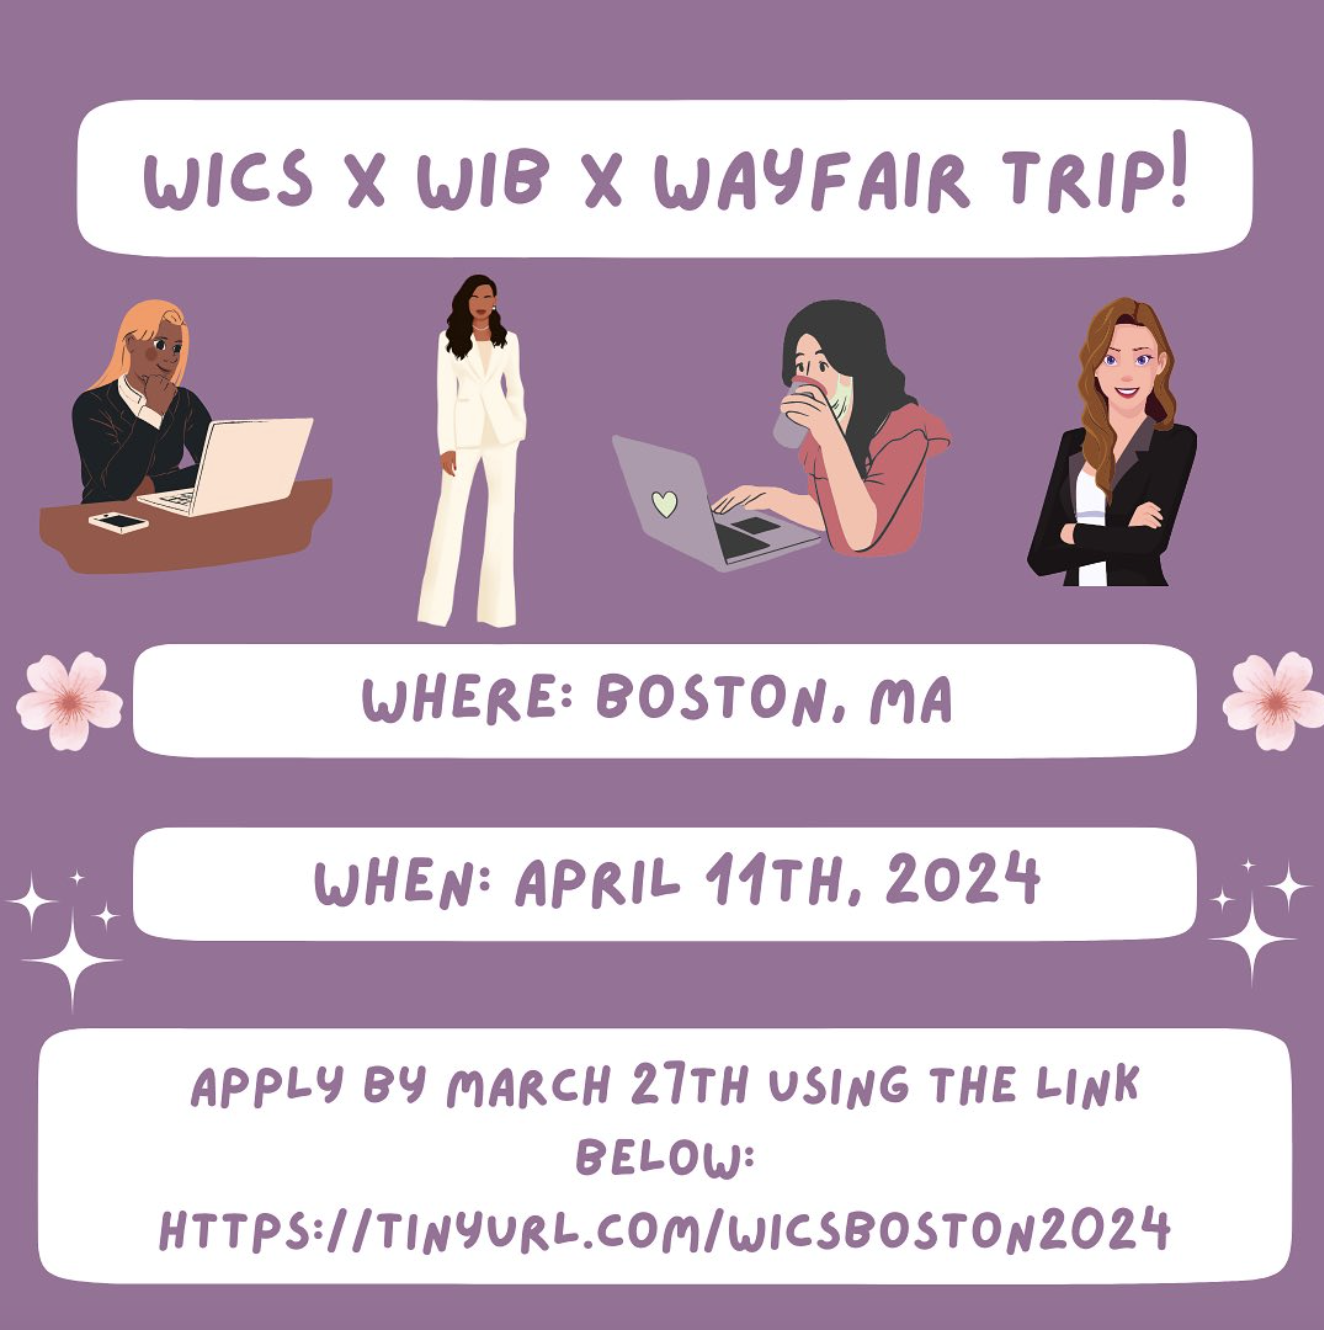 WICS X WIB X WAYFAIR TRIP!
WHERE: BOSTON, MA
WHEN: APRIL 11TH, 2024
APPLY BY MARCH 27TH USING THE LINK
BELOW:
HTTPS://TINYURL.COM/WICSBOSTON2024